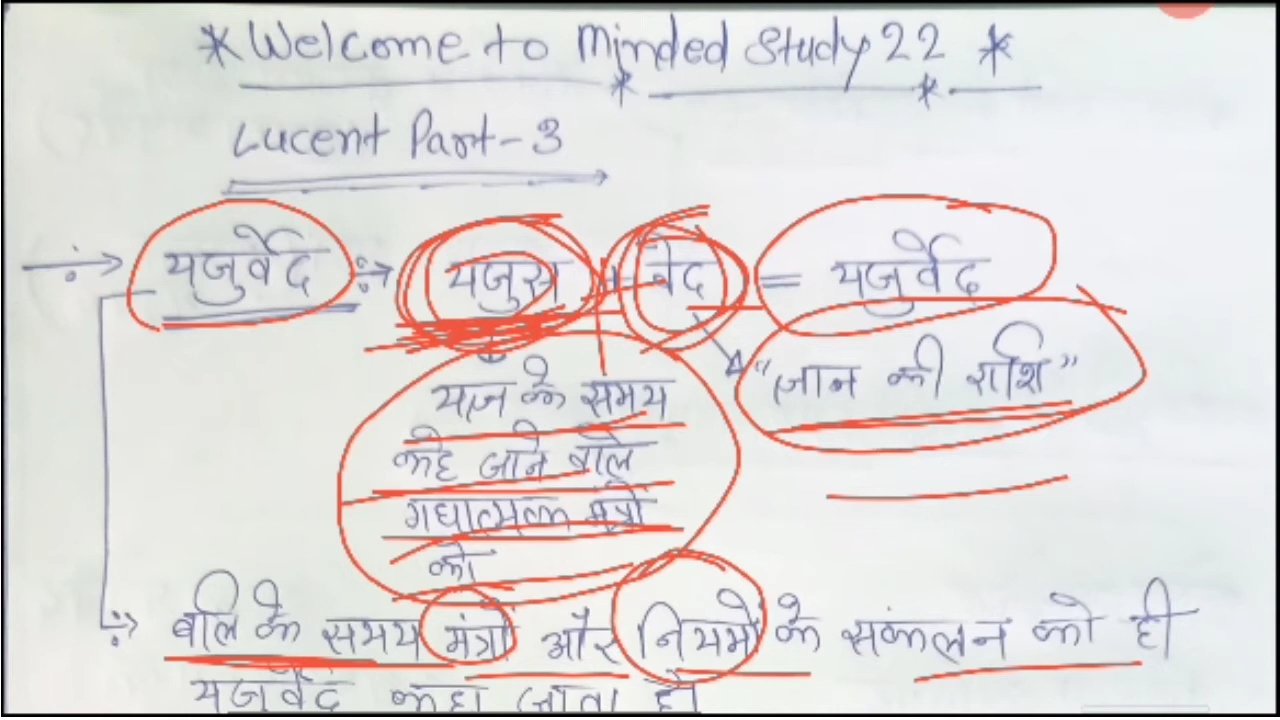 *Welcome to Minded Study 22 *
Lucent Part-3
यजुर्वेद → यजुस + वेद = यजुर्वेद
"ज्ञान की राशि"
यज्ञ के समय
कहे जाने वाले
गद्यात्मक मंत्रो
को
बलि के समय मंत्रो और नियमो के सकलन को ही
यजुर्वेद कहा जाता है